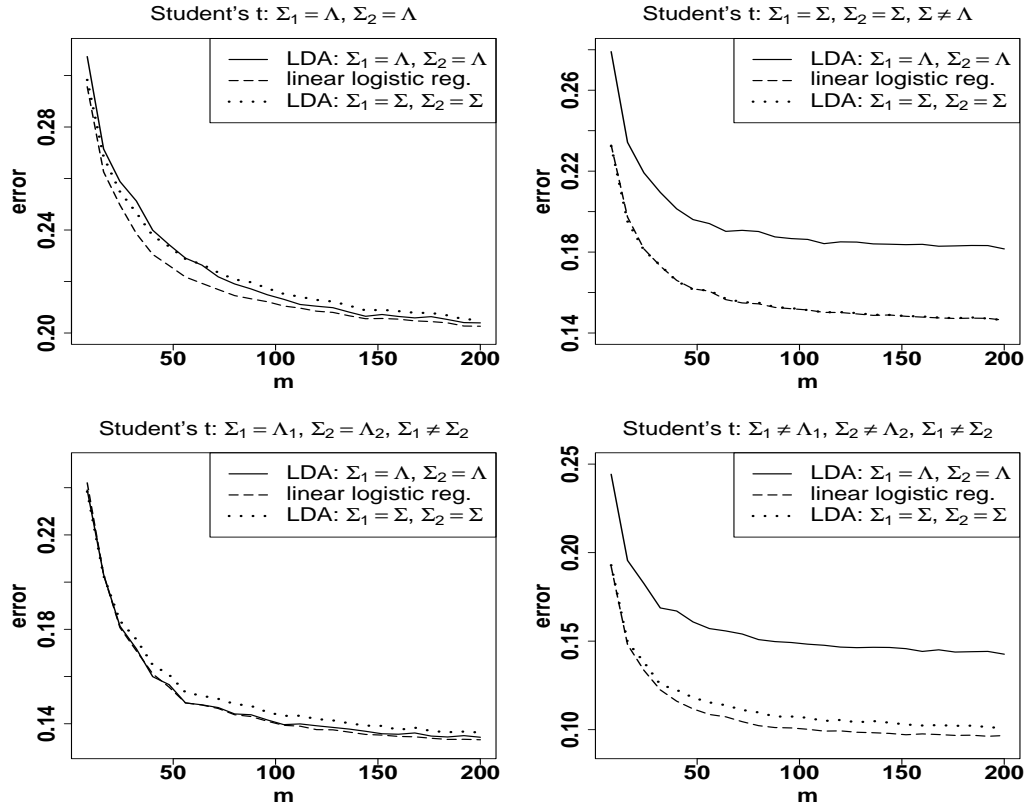 Student's t: Σ₁ = Λ, Σ₂ = Λ
LDA: Σ₁ = Λ, Σ₂ = Λ
linear logistic reg.
LDA: Σ₁ = Σ, Σ₂ = Σ
error
0.20 0.24 0.28
50 100 150 200
m
Student's t: Σ₁ = Σ, Σ₂ = Σ, Σ ≠ Λ
LDA: Σ₁ = Λ, Σ₂ = Λ
linear logistic reg.
LDA: Σ₁ = Σ, Σ₂ = Σ
error
0.14 0.18 0.22 0.26
50 100 150 200
m
Student's t: Σ₁ = Λ₁, Σ₂ = Λ₂, Σ₁ ≠ Σ₂
LDA: Σ₁ = Λ, Σ₂ = Λ
linear logistic reg.
LDA: Σ₁ = Σ, Σ₂ = Σ
error
0.14 0.18 0.22
50 100 150 200
m
Student's t: Σ₁ ≠ Λ₁, Σ₂ ≠ Λ₂, Σ₁ ≠ Σ₂
LDA: Σ₁ = Λ, Σ₂ = Λ
linear logistic reg.
LDA: Σ₁ = Σ, Σ₂ = Σ
error
0.10 0.15 0.20 0.25
50 100 150 200
m